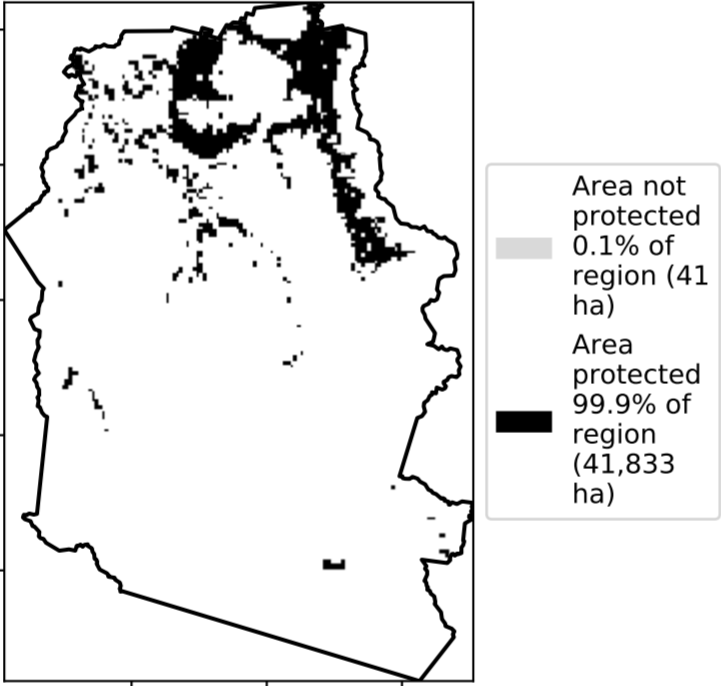 Area not
protected
0.1% of
region (41
ha)
Area
protected
99.9% of
region
(41,833
ha)